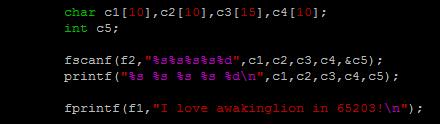 char c1[10],c2[10],c3[15],c4[10];
int c5;
fscanf(f2,"%s%s%s%s%d",c1,c2,c3,c4,&c5);
printf("%s %s %s %s %d\n",c1,c2,c3,c4,c5);
fprintf(f1,"I love awakinglion in 65203!\n");